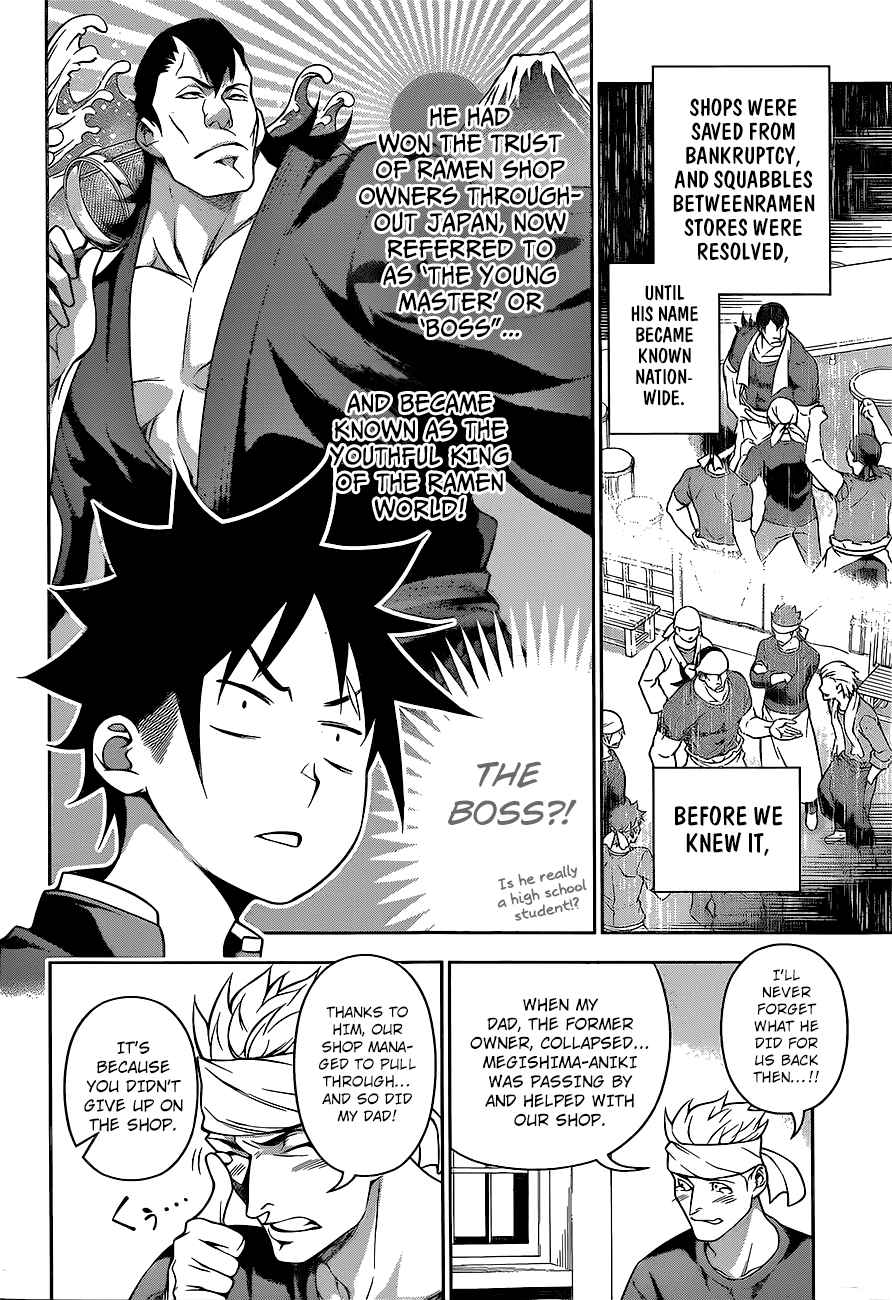 SHOPS WERE
SAVED FROM
BANKRUPTCY,
AND SQUABBLES
BETWEENRAMEN
STORES WERE
RESOLVED,
UNTIL
HIS NAME
BECAME
KNOWN
NATION-
WIDE.
BEFORE WE
KNEW IT,
HE HAD
WON THE TRUST
OF RAMEN SHOP
OWNERS THROUGH-
OUT JAPAN, NOW
REFERRED TO
AS 'THE YOUNG
MASTER' OR
'BOSS"...
AND BECAME
KNOWN AS THE
YOUTHFUL KING
OF THE RAMEN
WORLD!
THE
BOSS?!
Is he really
a high school
student!?
I'LL
NEVER
FORGET
WHAT HE
DID FOR
US BACK
THEN...!!
WHEN MY
DAD, THE FORMER
OWNER, COLLAPSED...
MEGISHIMA-ANIKI
WAS PASSING BY
AND HELPED WITH
OUR SHOP.
THANKS TO
HIM, OUR
SHOP MANA-
GED TO PULL
THROUGH...
AND SO DID
MY DAD!
IT'S
BECAUSE
YOU DIDN'T
GIVE UP ON
THE SHOP.
くぅ……